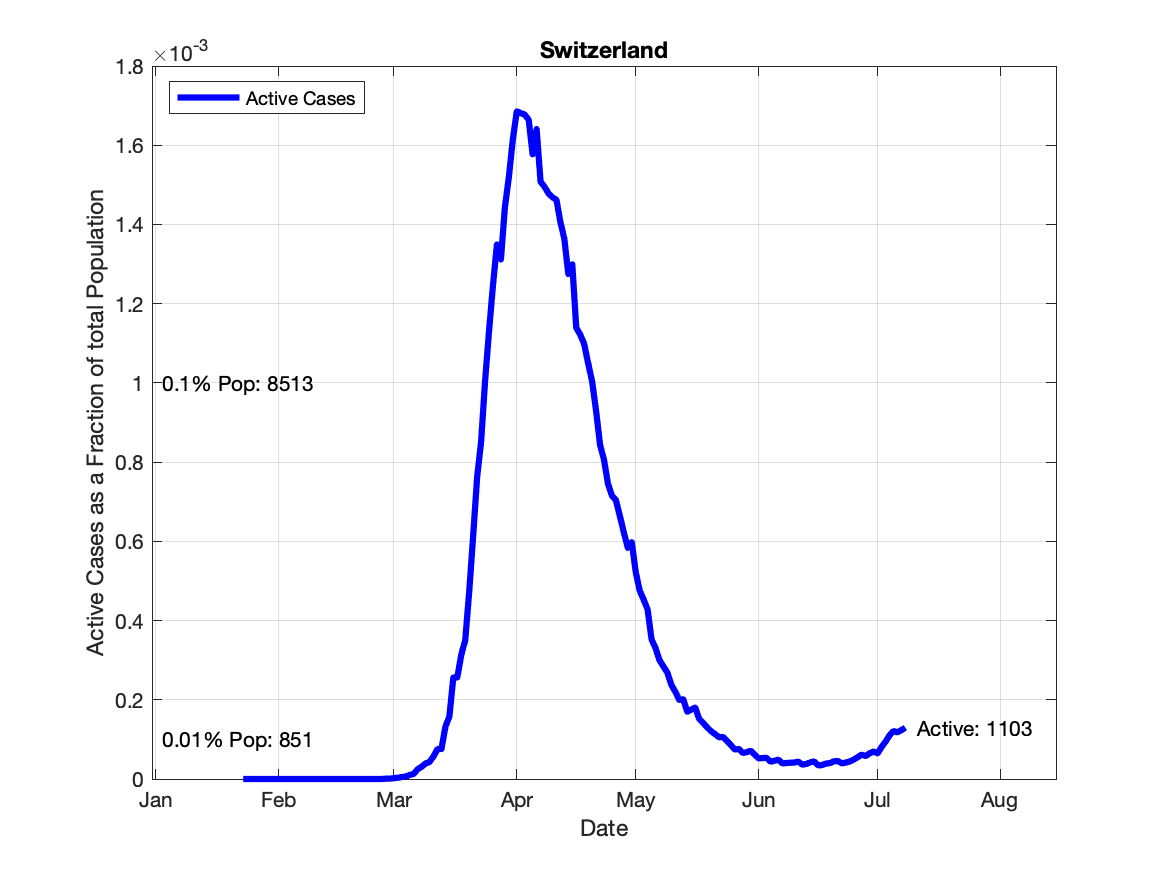 Switzerland
×10-3
Active Cases
1.8
1.6
1.4
1.2
1
0.8
0.6
0.4
0.2
0
Active Cases as a Fraction of total Population
0.1% Pop: 8513
0.01% Pop: 851
Active: 1103
Jan Feb Mar Apr May Jun Jul Aug
Date